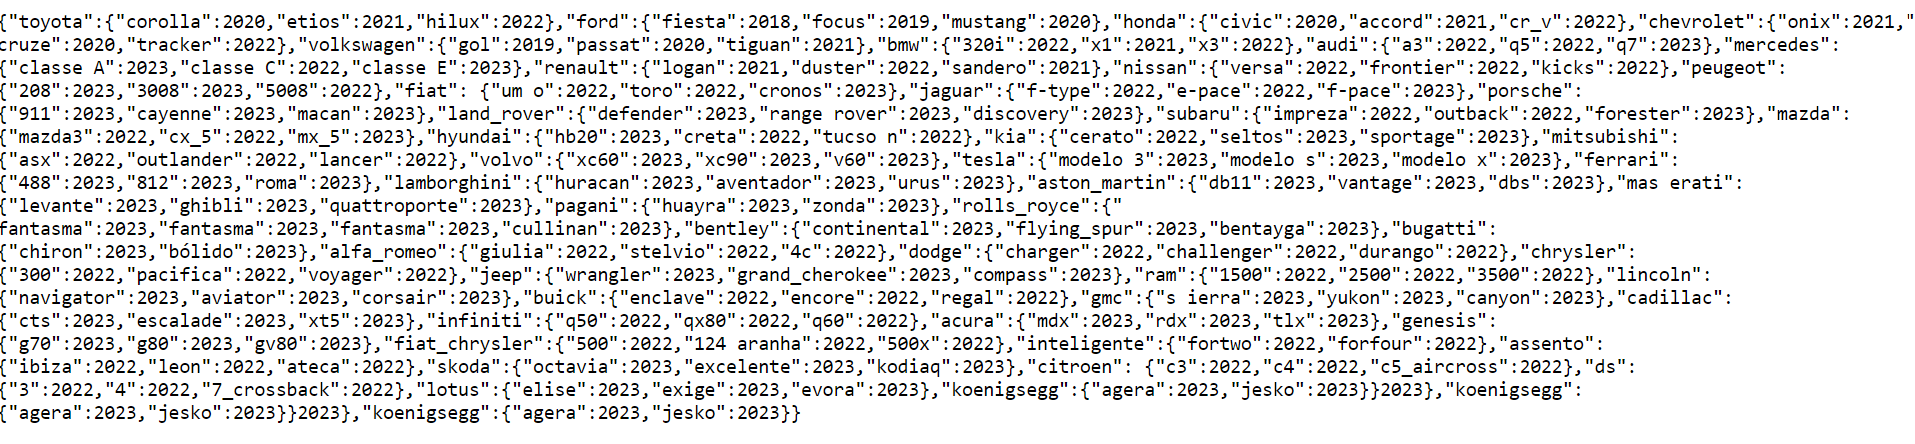 {"toyota":{"corolla":2020,"etios":2021,"hilux":2022},"ford":{"fiesta":2018,"focus":2019,"mustang":2020},"honda":{"civic":2020,"accord":2021,"cr_v":2022},"chevrolet":{"onix":2021,"
cruze":2020,"tracker":2022},"volkswagen":{"gol":2019,"passat":2020,"tiguan":2021},"bmw":{"320i":2022,"x1":2021,"x3":2022},"audi":{"a3":2022,"q5":2022,"q7":2023},"mercedes":
{"classe A":2023,"classe C":2022,"classe E":2023},"renault":{"logan":2021,"duster":2022,"sandero":2021},"nissan":{"versa":2022,"frontier":2022,"kicks":2022},"peugeot":
{"208":2023,"3008":2023,"5008":2022},"fiat": {"um o":2022,"toro":2022,"cronos":2023},"jaguar":{"f-type":2022,"e-pace":2022,"f-pace":2023},"porsche":
{"911":2023,"cayenne":2023,"macan":2023},"land_rover":{"defender":2023,"range rover":2023,"discovery":2023},"subaru":{"impreza":2022,"outback":2022,"forester":2023},"mazda":
{"mazda3":2022,"cx_5":2022,"mx_5":2023},"hyundai":{"hb20":2023,"creta":2022,"tucso n":2022},"kia":{"cerato":2022,"seltos":2023,"sportage":2023},"mitsubishi":
{"asx":2022,"outlander":2022,"lancer":2022},"volvo":{"xc60":2023,"xc90":2023,"v60":2023},"tesla":{"modelo 3":2023,"modelo s":2023,"modelo x":2023},"ferrari":
{"488":2023,"812":2023,"roma":2023},"lamborghini":{"huracan":2023,"aventador":2023,"urus":2023},"aston_martin":{"db11":2023,"vantage":2023,"dbs":2023},"mas erati":
{"levante":2023,"ghibli":2023,"quattroporte":2023},"pagani":{"huayra":2023,"zonda":2023},"rolls_royce":{"
fantasma":2023,"fantasma":2023,"fantasma":2023,"cullinan":2023},"bentley":{"continental":2023,"flying_spur":2023,"bentayga":2023},"bugatti":
{"chiron":2023,"bólido":2023},"alfa_romeo":{"giulia":2022,"stelvio":2022,"4c":2022},"dodge":{"charger":2022,"challenger":2022,"durango":2022},"chrysler":
{"300":2022,"pacifica":2022,"voyager":2022},"jeep":{"wrangler":2023,"grand_cherokee":2023,"compass":2023},"ram":{"1500":2022,"2500":2022,"3500":2022},"lincoln":
{"navigator":2023,"aviator":2023,"corsair":2023},"buick":{"enclave":2022,"encore":2022,"regal":2022},"gmc":{"s ierra":2023,"yukon":2023,"canyon":2023},"cadillac":
{"cts":2023,"escalade":2023,"xt5":2023},"infiniti":{"q50":2022,"qx80":2022,"q60":2022},"acura":{"mdx":2023,"rdx":2023,"tlx":2023},"genesis":
{"g70":2023,"g80":2023,"gv80":2023},"fiat_chrysler":{"500":2022,"124 aranha":2022,"500x":2022},"inteligente":{"fortwo":2022,"forfour":2022},"assento":
{"ibiza":2022,"leon":2022,"ateca":2022},"skoda":{"octavia":2023,"excelente":2023,"kodiaq":2023},"citroen": {"c3":2022,"c4":2022,"c5_aircross":2022},"ds":
{"3":2022,"4":2022,"7_crossback":2022},"lotus":{"elise":2023,"exige":2023,"evora":2023},"koenigsegg":{"agera":2023,"jesko":2023}}2023},"koenigsegg":
{"agera":2023,"jesko":2023}}2023},"koenigsegg":{"agera":2023,"jesko":2023}}